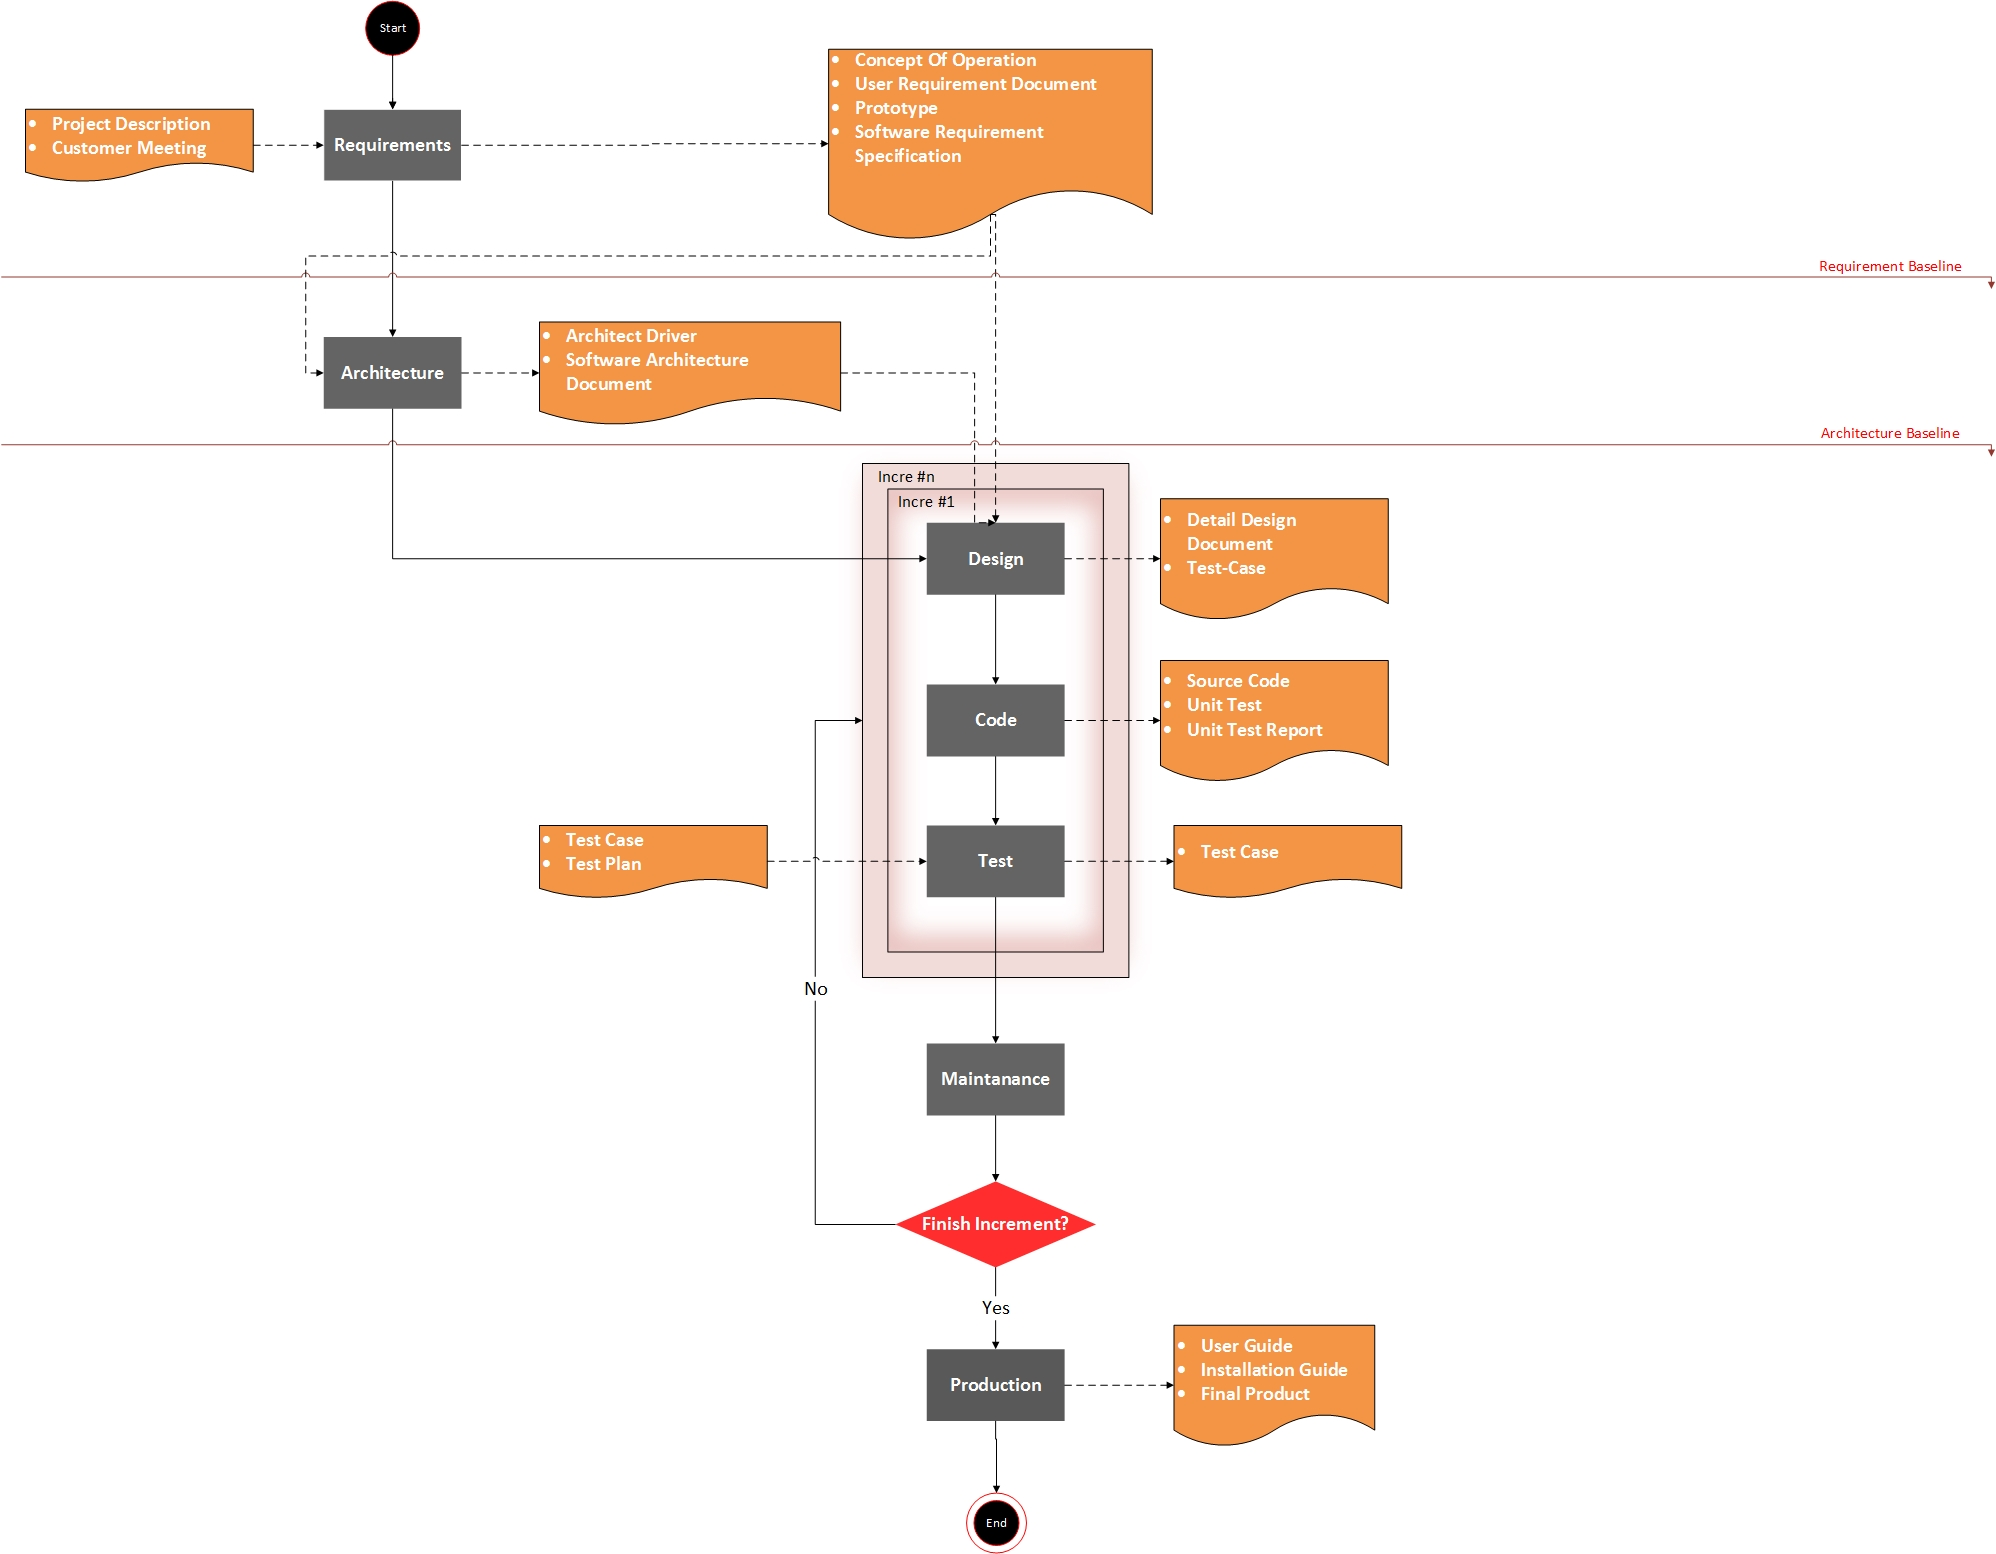 Start
• Concept Of Operation
• User Requirement Document
• Prototype
• Software Requirement
Specification
• Project Description
• Customer Meeting
Requirements
Requirement Baseline
Architecture
• Architect Driver
• Software Architecture
Document
Architecture Baseline
Incre #n
Incre #1
Design
• Detail Design
Document
• Test-Case
Code
• Source Code
• Unit Test
• Unit Test Report
• Test Case
• Test Plan
Test
• Test Case
No
Maintanance
Finish Increment?
Yes
Production
• User Guide
• Installation Guide
• Final Product
End